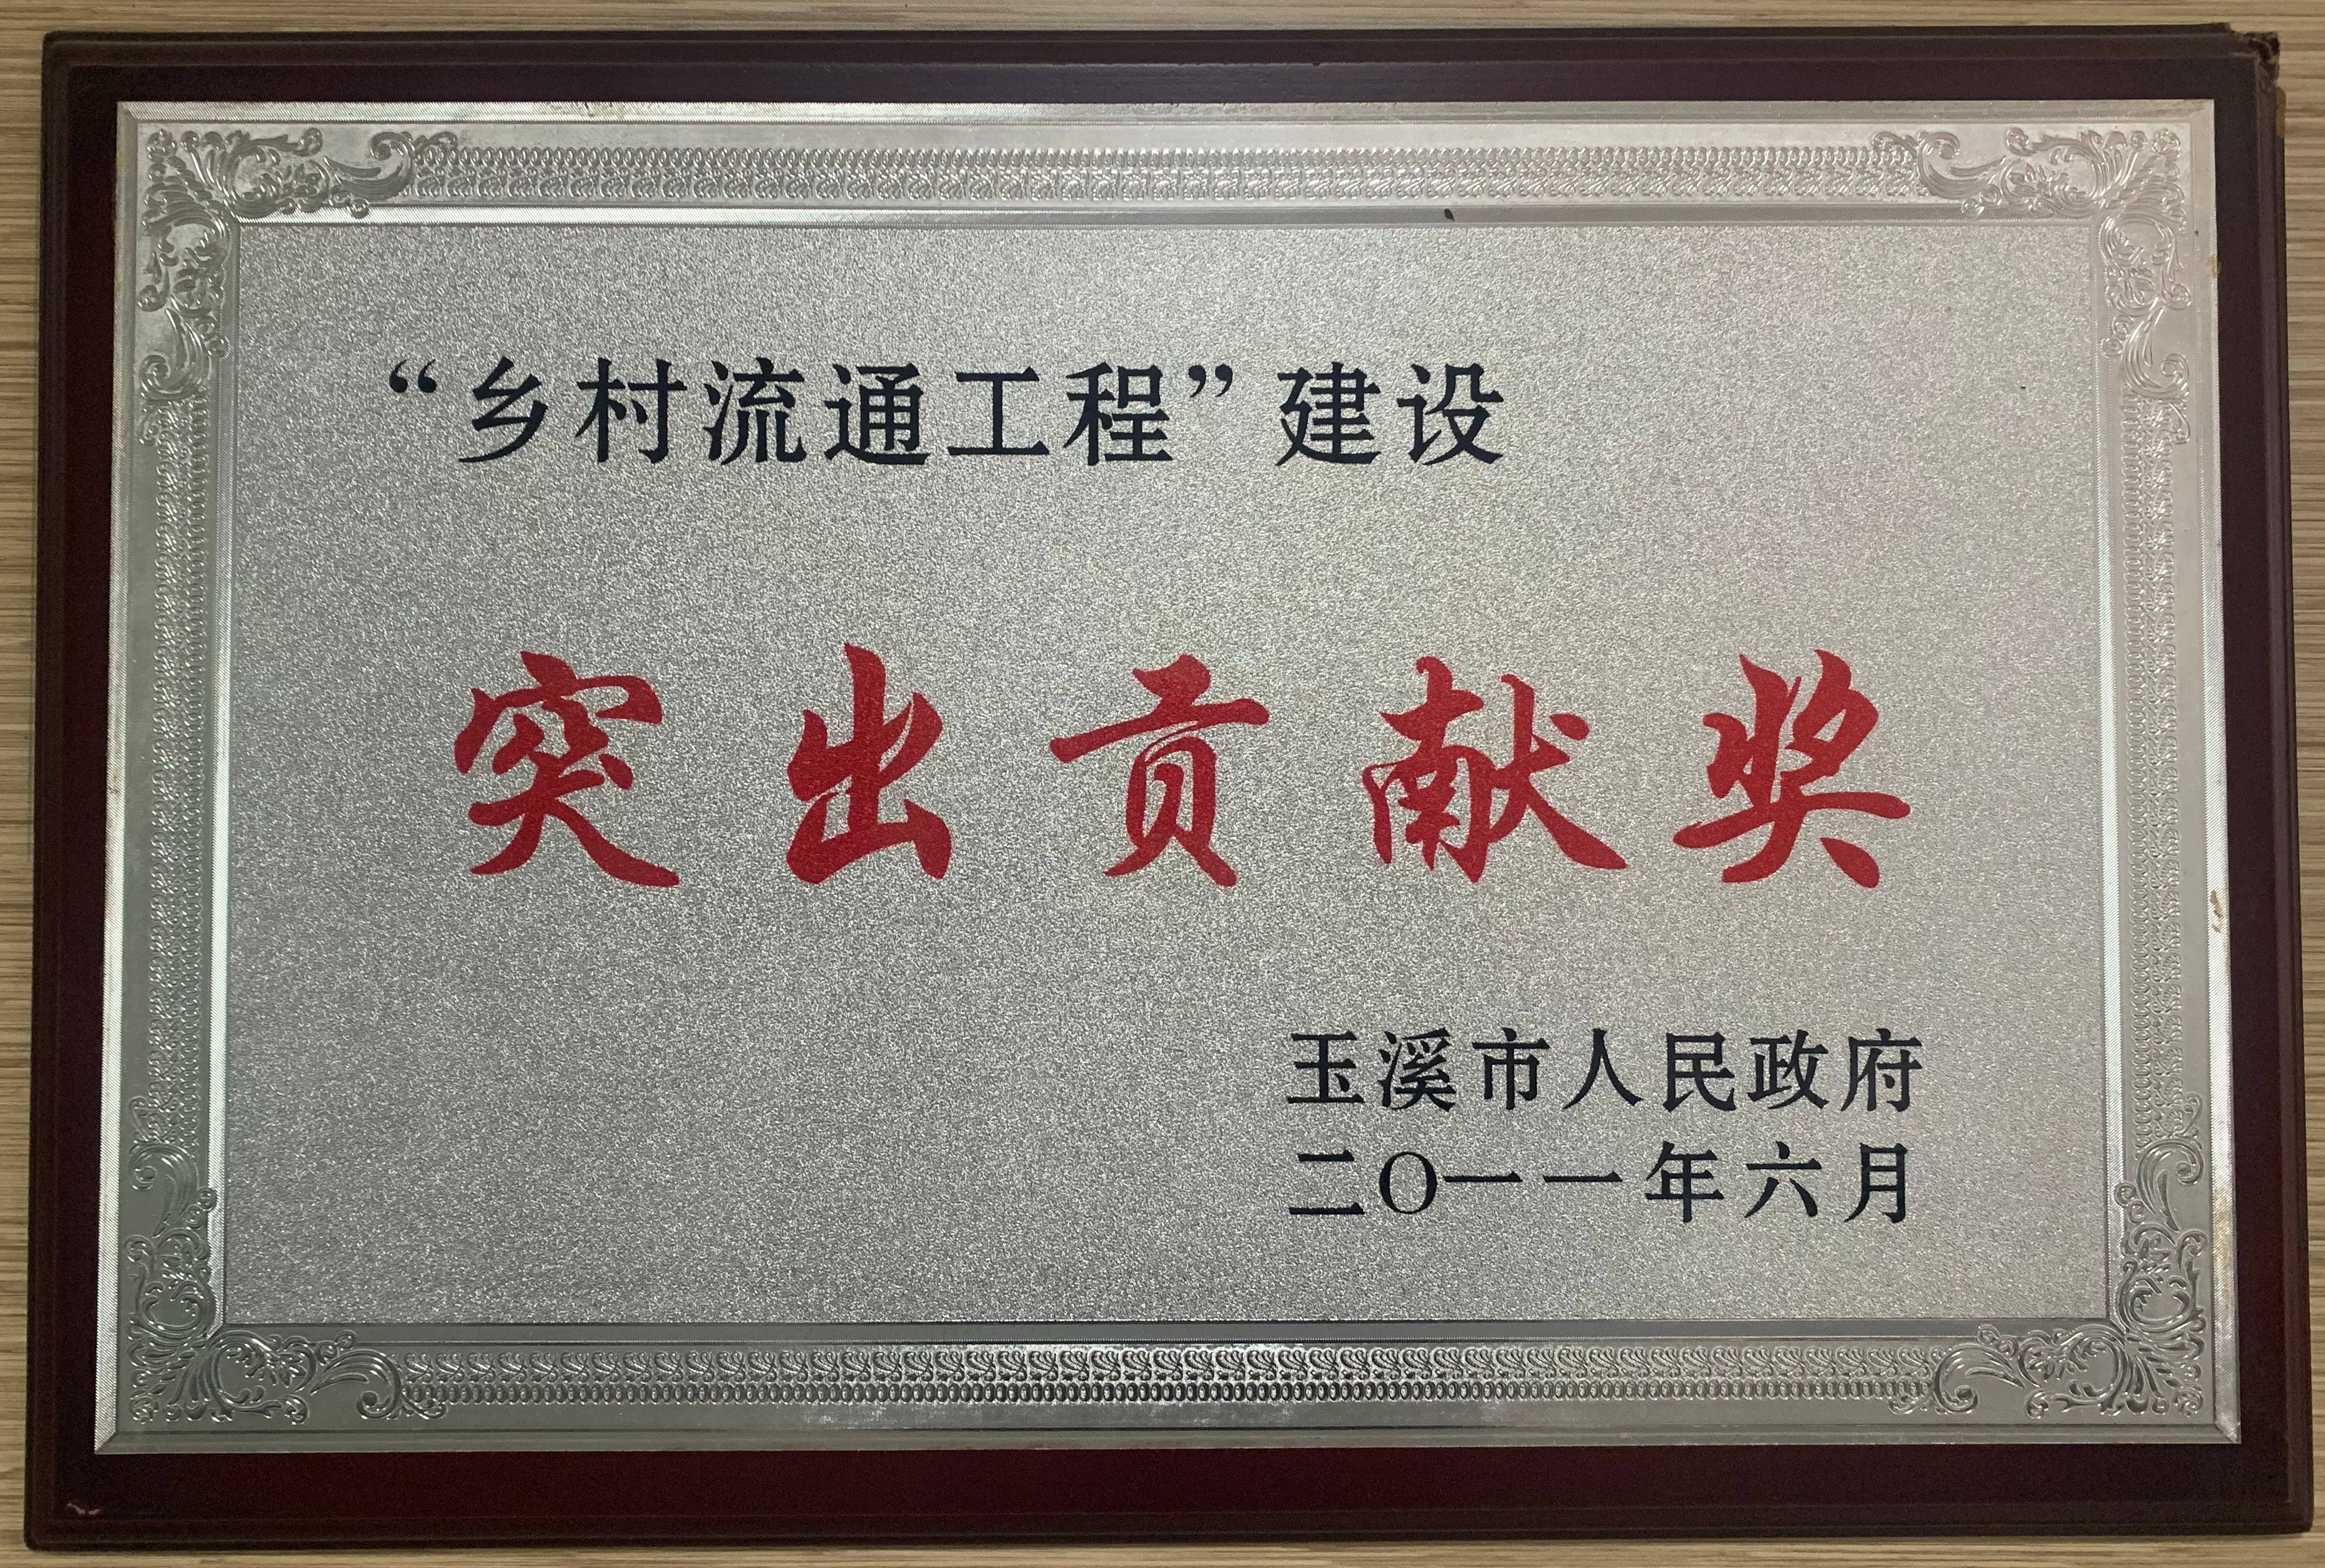 “乡村流通工程”建设
突出贡献奖
玉溪市人民政府
二〇一一年六月